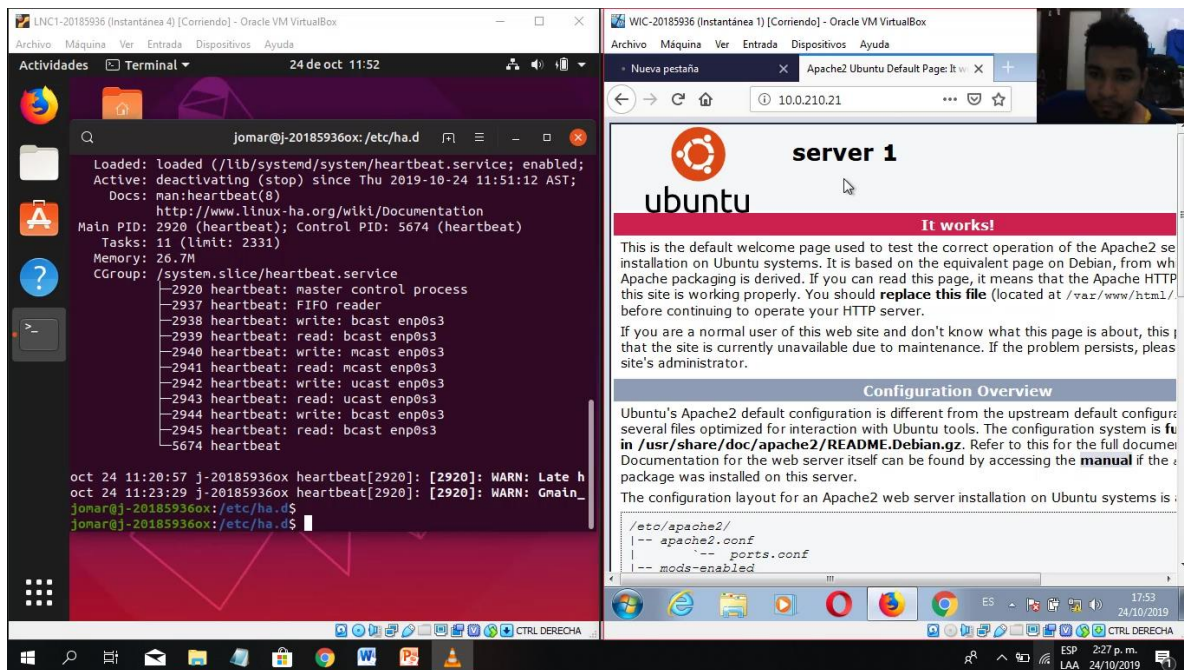 LNC1-20185936 (Instantánea 4) [Corriendo] - Oracle VM VirtualBox
Archivo Máquina Ver Entrada Dispositivos Ayuda
Actividades Terminal 24 de oct 11:52
jomar@j-20185936ox: /etc/ha.d
Loaded: loaded (/lib/systemd/system/heartbeat.service; enabled;
Active: deactivating (stop) since Thu 2019-10-24 11:51:12 AST;
Docs: man:heartbeat(8)
http://www.linux-ha.org/wiki/Documentation
Main PID: 2920 (heartbeat); Control PID: 5674 (heartbeat)
Tasks: 11 (limit: 2331)
Memory: 26.7M
CGroup: /system.slice/heartbeat.service
├─2920 heartbeat: master control process
├─2937 heartbeat: FIFO reader
├─2938 heartbeat: write: bcast enp0s3
├─2939 heartbeat: read: bcast enp0s3
├─2940 heartbeat: write: mcast enp0s3
├─2941 heartbeat: read: mcast enp0s3
├─2942 heartbeat: write: ucast enp0s3
├─2943 heartbeat: read: ucast enp0s3
├─2944 heartbeat: write: bcast enp0s3
├─2945 heartbeat: read: bcast enp0s3
└─5674 heartbeat
oct 24 11:20:57 j-20185936ox heartbeat[2920]: [2920]: WARN: Late h
oct 24 11:23:29 j-20185936ox heartbeat[2920]: [2920]: WARN: Gmain_
jomar@j-20185936ox:/etc/ha.d$
jomar@j-20185936ox:/etc/ha.d$
CTRL DERECHA
WIC-20185936 (Instantánea 1) [Corriendo] - Oracle VM VirtualBox
Archivo Máquina Ver Entrada Dispositivos Ayuda
Nueva pestaña Apache2 Ubuntu Default Page: It w
10.0.210.21
server 1
ubuntu
It works!
This is the default welcome page used to test the correct operation of the Apache2 se
installation on Ubuntu systems. It is based on the equivalent page on Debian, from wh
Apache packaging is derived. If you can read this page, it means that the Apache HTTP
this site is working properly. You should replace this file (located at /var/www/html/
before continuing to operate your HTTP server.
If you are a normal user of this web site and don't know what this page is about, this p
that the site is currently unavailable due to maintenance. If the problem persists, pleas
site's administrator.
Configuration Overview
Ubuntu's Apache2 default configuration is different from the upstream default configura
several files optimized for interaction with Ubuntu tools. The configuration system is fu
in /usr/share/doc/apache2/README.Debian.gz. Refer to this for the full documen
Documentation for the web server itself can be found by accessing the manual if the a
package was installed on this server.
The configuration layout for an Apache2 web server installation on Ubuntu systems is
/etc/apache2/
|-- apache2.conf
| `-- ports.conf
|-- mods-enabled
ES 17:53
24/10/2019
CTRL DERECHA
ESP 2:27 p. m.
LAA 24/10/2019